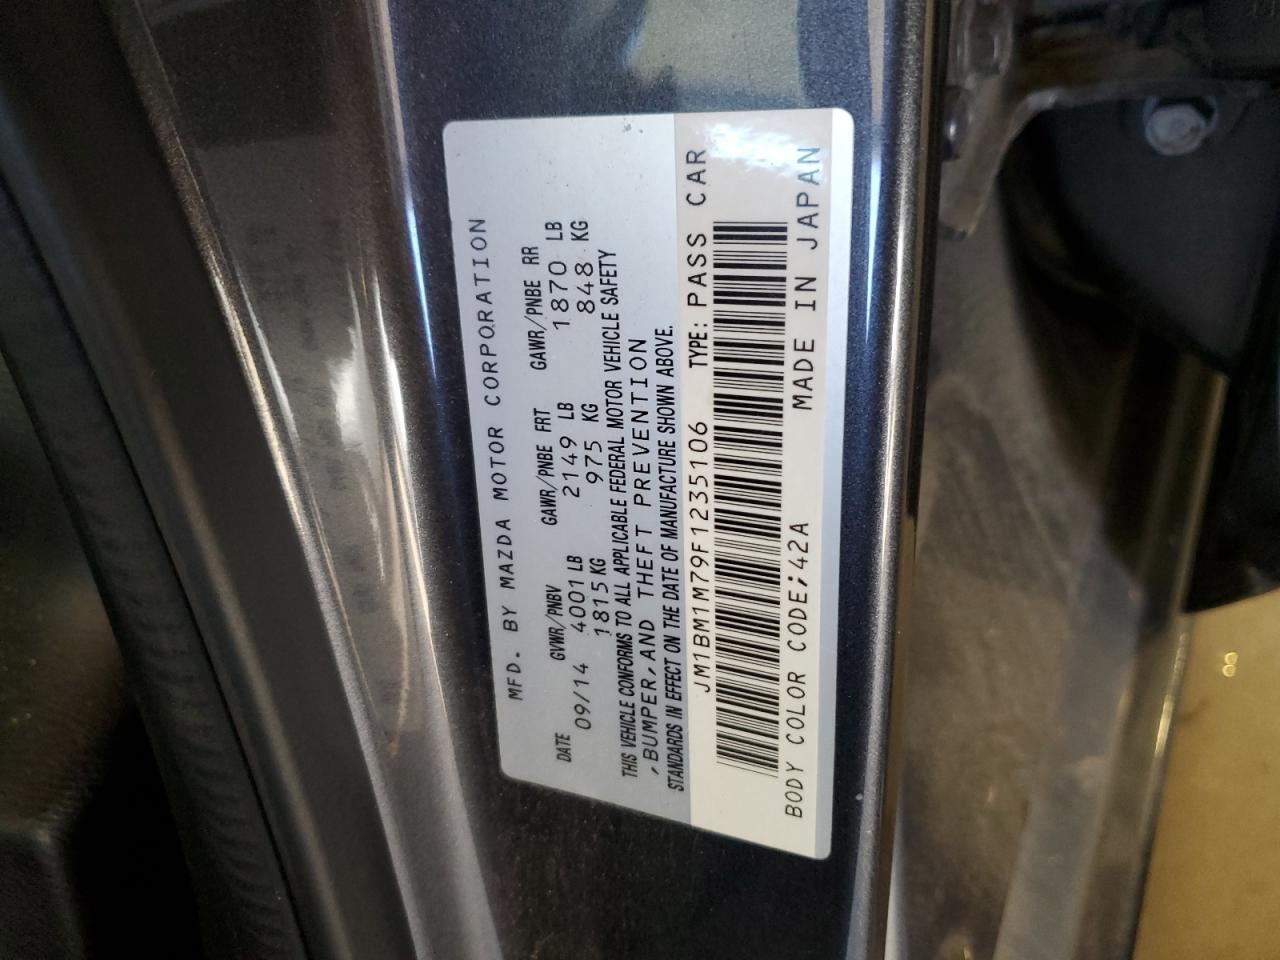 MFD. BY MAZDA MOTOR CORPORATION
DATE GVWR/PNBV GAWR/PNBE FRT GAWR/PNBE RR
09/14 4001 LB 2149 LB 1870 LB
1815 KG 975 KG 848 KG
THIS VEHICLE CONFORMS TO ALL APPLICABLE FEDERAL MOTOR VEHICLE SAFETY
,BUMPER,AND THEFT PREVENTION
STANDARDS IN EFFECT ON THE DATE OF MANUFACTURE SHOWN ABOVE.
JM1BM1M79F1235106 TYPE: PASS CAR
BODY COLOR CODE;42A MADE IN JAPAN